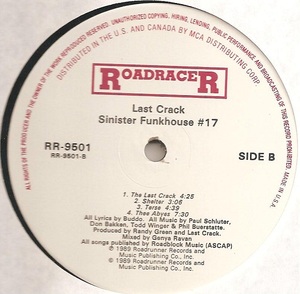 ALL RIGHTS OF THE PRODUCER AND THE OWNER OF THE WORK REPRODUCED RESERVED. UNAUTHORIZED COPYING, HIRING, LENDING, PUBLIC PERFORMANCE AND BROADCASTING OF THIS RECORD PROHIBITED. MADE IN U.S.A.
DISTRIBUTED IN THE U.S. AND CANADA BY MCA DISTRIBUTING CORP.
ROADRACER
Last Crack
Sinister Funkhouse #17
RR-9501
RR-9501-B
SIDE B
1. The Last Crack 4:28
2. Shelter 3:06
3. Terse 4:39
4. Thee Abyss 7:30
All Lyrics by Buddo. All Music by Paul Schluter,
Don Bakken, Todd Winger & Phil Buerstatte.
Produced by Randy Green and Last Crack.
Mixed by Genya Ravan
All songs published by Roadblock Music (ASCAP)
℗ 1989 Roadrunner Records and
Music Publishing Co., Inc.
© 1989 Roadrunner Records and
Music Publishing Co., Inc.